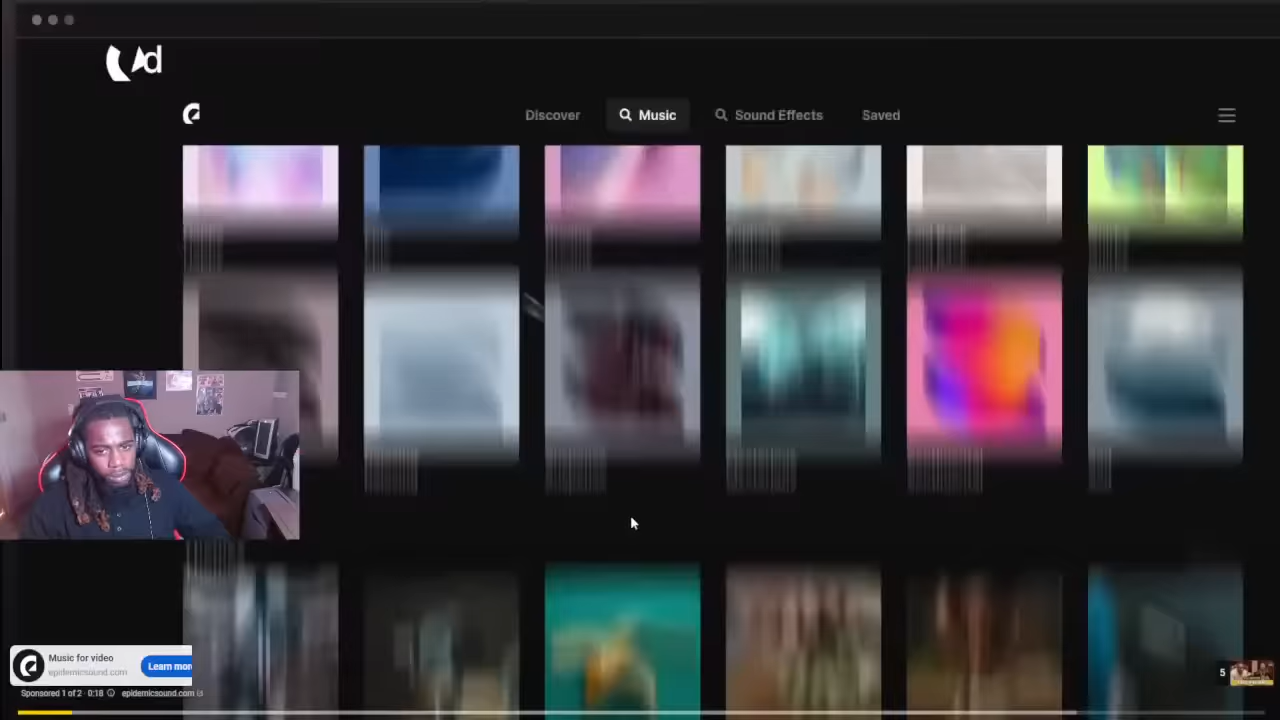 Ad
Discover
Music
Sound Effects
Saved
Music for video
epidemicsound.com
Learn more
Sponsored 1 of 2 · 0:18
epidemicsound.com
5